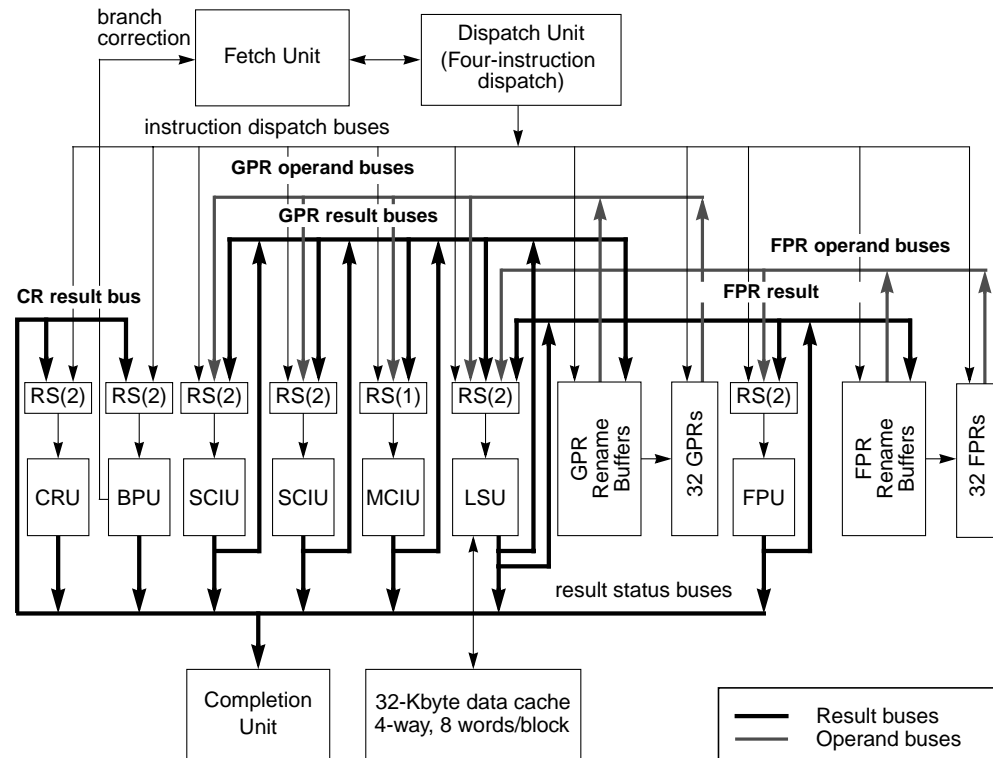 branch
correction
Fetch Unit
Dispatch Unit
(Four-instruction
dispatch)
instruction dispatch buses
GPR operand buses
GPR result buses
FPR operand buses
CR result bus
FPR result
RS(2)
RS(2)
RS(2)
RS(2)
RS(1)
RS(2)
RS(2)
GPR
Rename
Buffers
32 GPRs
FPR
Rename
Buffers
32 FPRs
CRU
BPU
SCIU
SCIU
MCIU
LSU
FPU
result status buses
Completion
Unit
32-Kbyte data cache
4-way, 8 words/block
Result buses
Operand buses